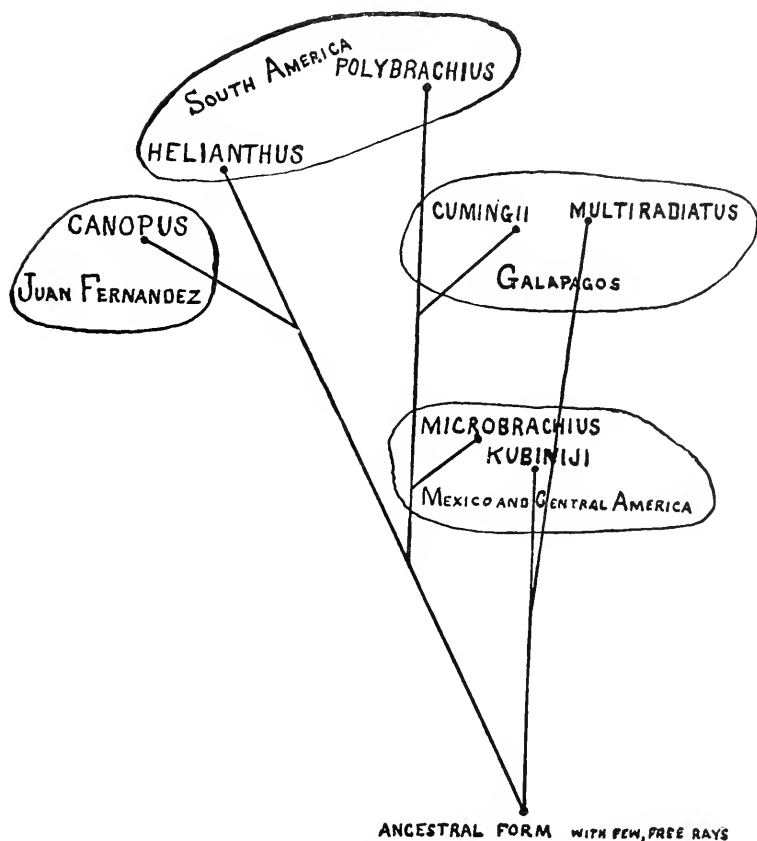 SOUTH AMERICA
POLYBRACHIUS
HELIANTHUS
CANOPUS
JUAN FERNANDEZ
CUMINGII MULTIRADIATUS
GALAPAGOS
MICROBRACHIUS
KUBINIJI
MEXICO AND CENTRAL AMERICA
ANCESTRAL FORM WITH FEW, FREE RAYS